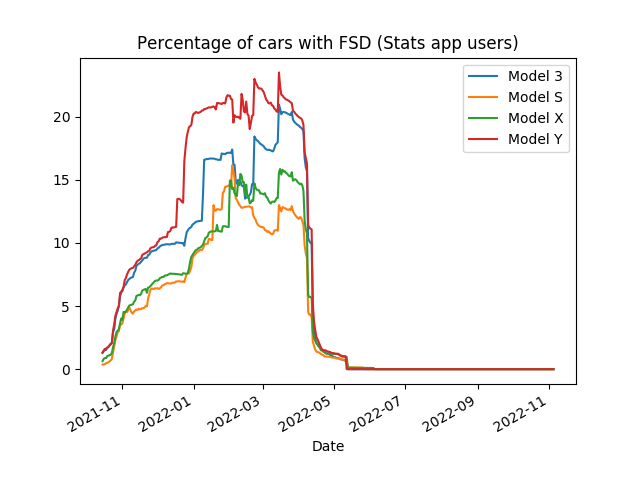 Percentage of cars with FSD (Stats app users)
Model 3
Model S
Model X
Model Y
20
15
10
5
0
2021-11
2022-01
2022-03
2022-05
2022-07
2022-09
2022-11
Date